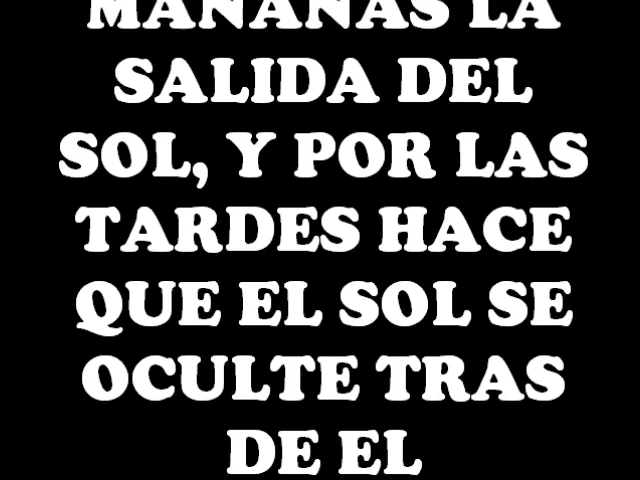 MAÑANAS LA
SALIDA DEL
SOL, Y POR LAS
TARDES HACE
QUE EL SOL SE
OCULTE TRAS
DE EL